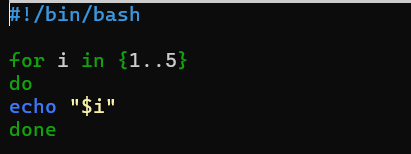 #!/bin/bash
for i in {1..5}
do
echo "$i"
done